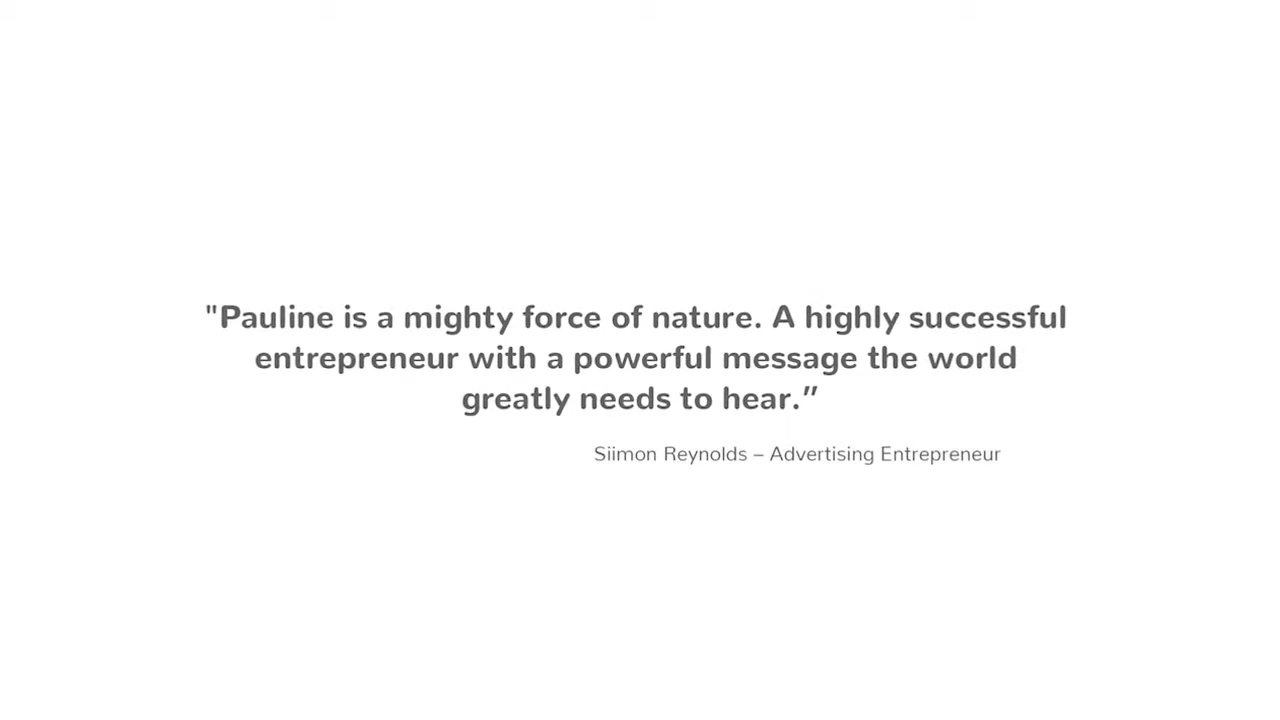 "Pauline is a mighty force of nature. A highly successful
entrepreneur with a powerful message the world
greatly needs to hear.”
Siimon Reynolds – Advertising Entrepreneur